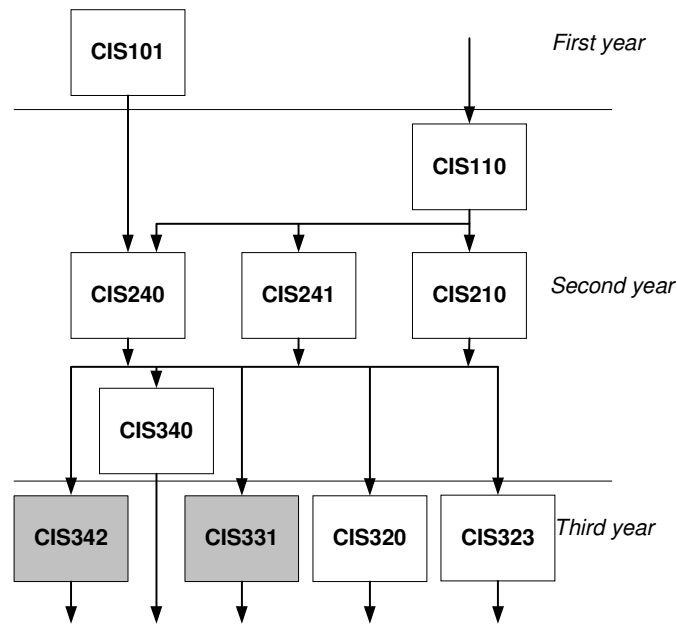 CIS101
First year
CIS110
CIS240
CIS241
CIS210
Second year
CIS340
CIS342
CIS331
CIS320
CIS323
Third year